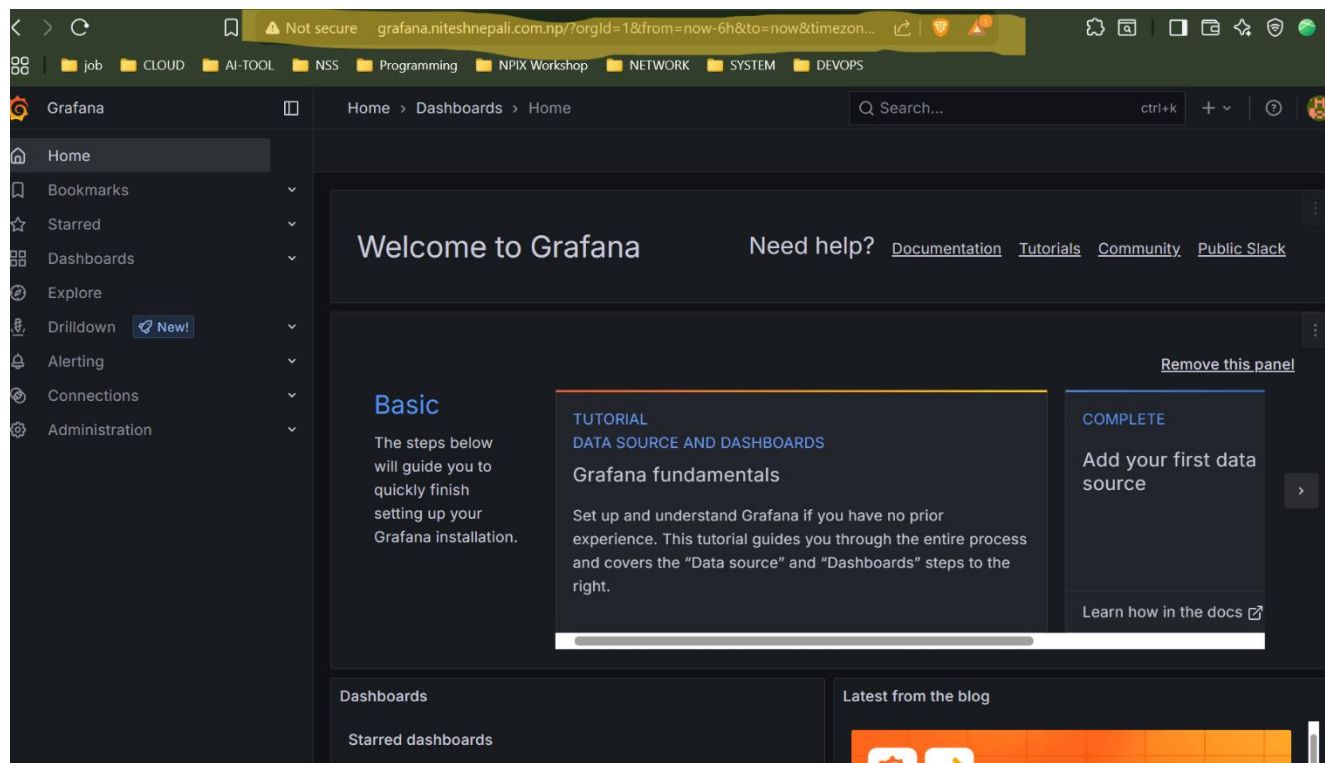 Not secure grafana.niteshnepali.com.np/?orgId=1&from=now-6h&to=now&timezon...
job CLOUD AI-TOOL NSS Programming NPIX Workshop NETWORK SYSTEM DEVOPS
Grafana
Home > Dashboards > Home
Search... ctrl+k
Home
Bookmarks
Starred
Dashboards
Explore
Drilldown New!
Alerting
Connections
Administration
Welcome to Grafana
Need help? Documentation Tutorials Community Public Slack
Remove this panel
Basic
The steps below
will guide you to
quickly finish
setting up your
Grafana installation.
TUTORIAL
DATA SOURCE AND DASHBOARDS
Grafana fundamentals
Set up and understand Grafana if you have no prior
experience. This tutorial guides you through the entire process
and covers the “Data source” and “Dashboards” steps to the
right.
COMPLETE
Add your first data
source
Learn how in the docs
Dashboards
Starred dashboards
Latest from the blog